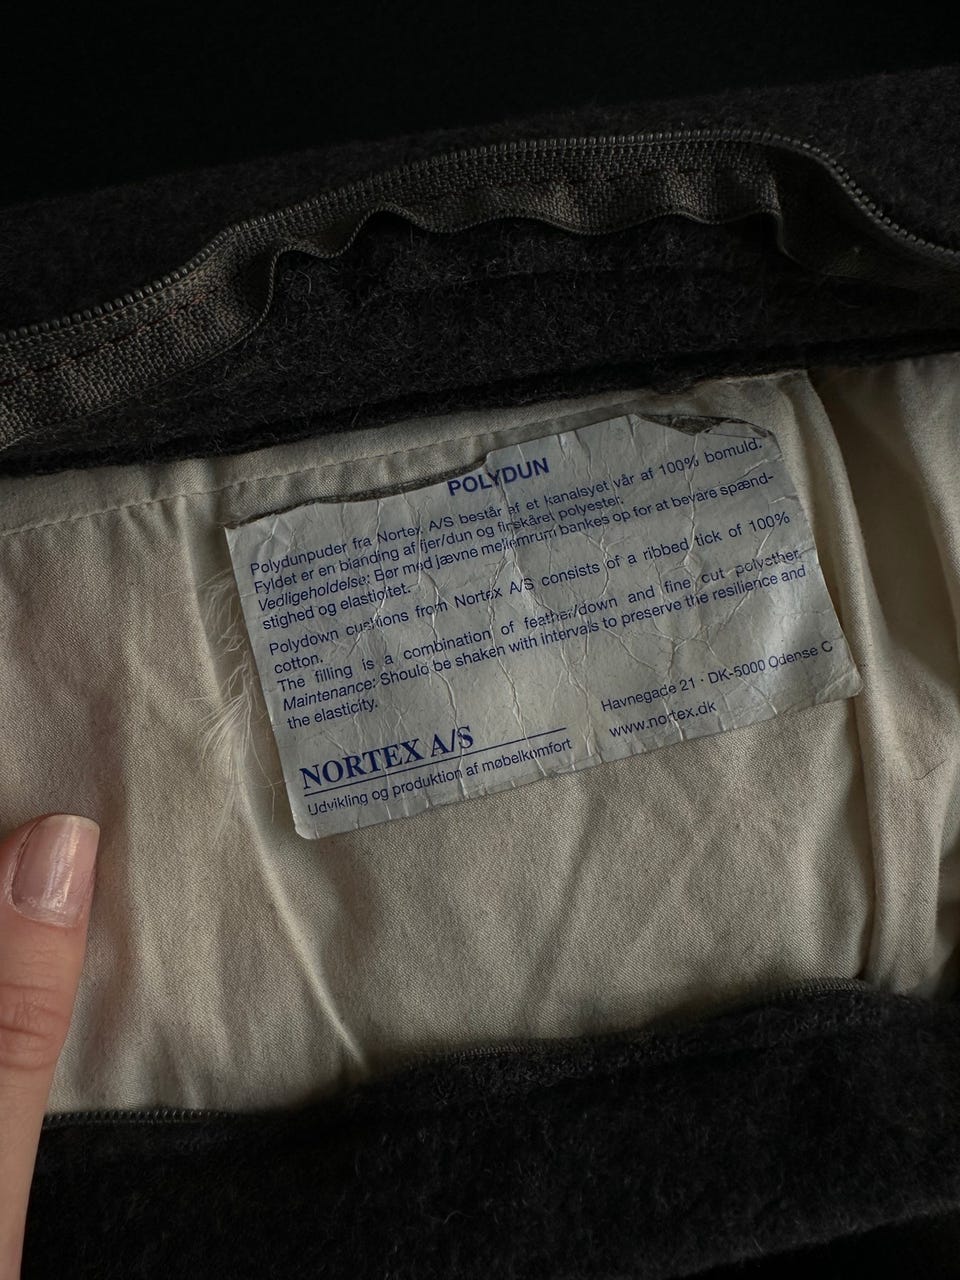 POLYDUN
Polydunpuder fra Nortex A/S består af et kanalsyet vår af 100% bomuld.
Fyldet er en blanding af fjer/dun og finskåret polyester.
Vedligeholdelse: Bør med jævne mellemrum bankes op for at bevare spænd-
stighed og elasticitet.
Polydown cushions from Nortex A/S consists of a ribbed tick of 100%
cotton.
The filling is a combination of feather/down and fine cut polyether.
Maintenance: Should be shaken with intervals to preserve the resilience and
the elasticity.
NORTEX A/S
Udvikling og produktion af møbelkomfort
Havnegade 21 · DK-5000 Odense C
www.nortex.dk